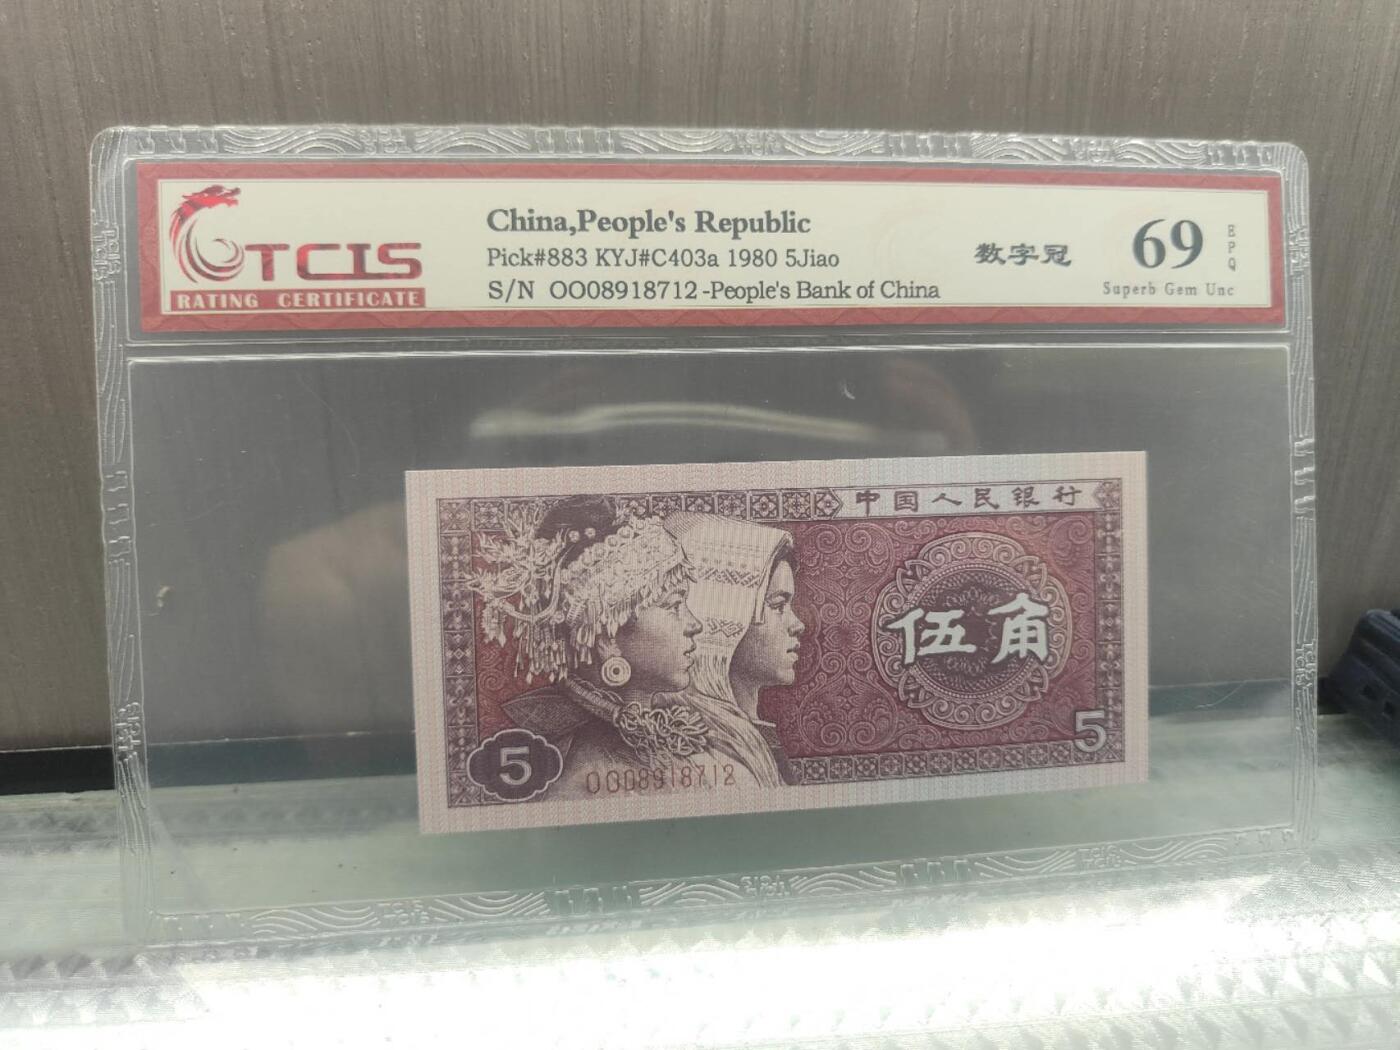 TCIS
RATING CERTIFICATE
China,People's Republic
Pick#883 KYJ#C403a 1980 5Jiao
S/N OO08918712-People's Bank of China
数字冠
69
EPQ
Superb Gem Unc
中国人民银行
伍角
5
5
OO08918712